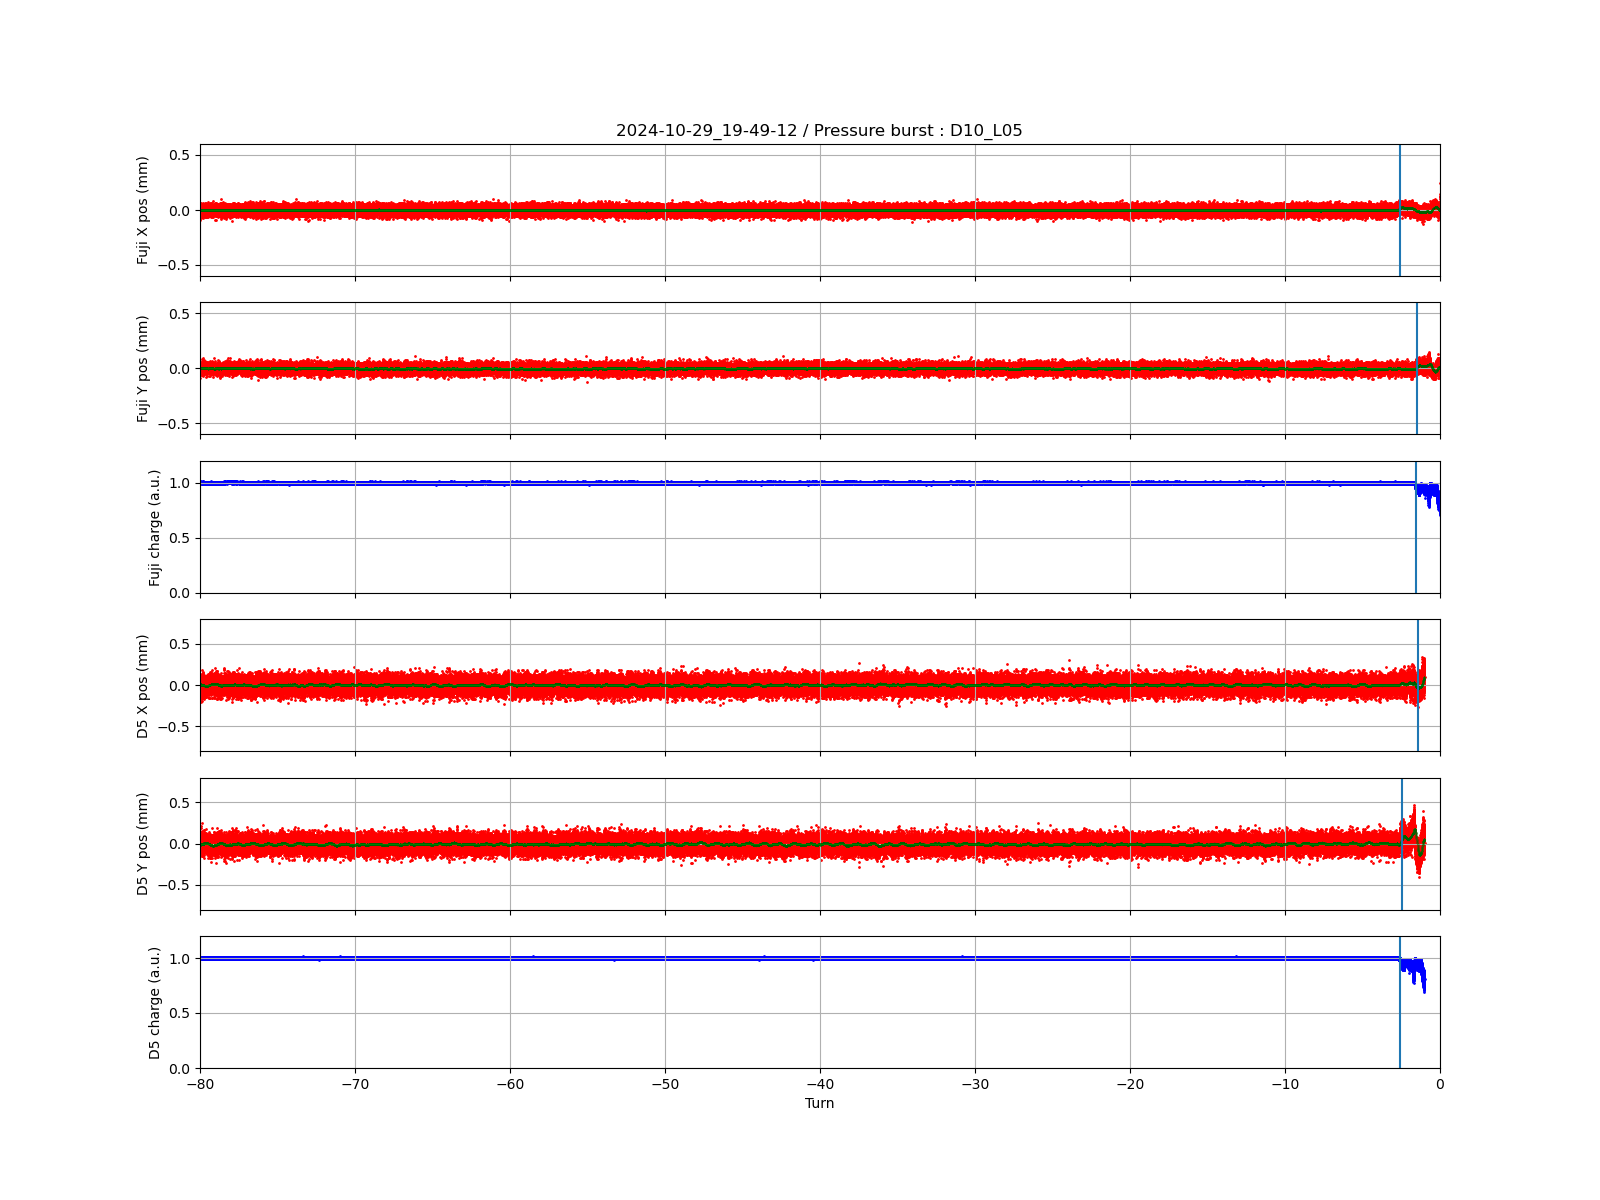 2024-10-29_19-49-12 / Pressure burst : D10_L05
Fuji X pos (mm)
0.5
0.0
−0.5
Fuji Y pos (mm)
0.5
0.0
−0.5
Fuji charge (a.u.)
1.0
0.5
0.0
D5 X pos (mm)
0.5
0.0
−0.5
D5 Y pos (mm)
0.5
0.0
−0.5
D5 charge (a.u.)
1.0
0.5
0.0
−80 −70 −60 −50 −40 −30 −20 −10 0
Turn